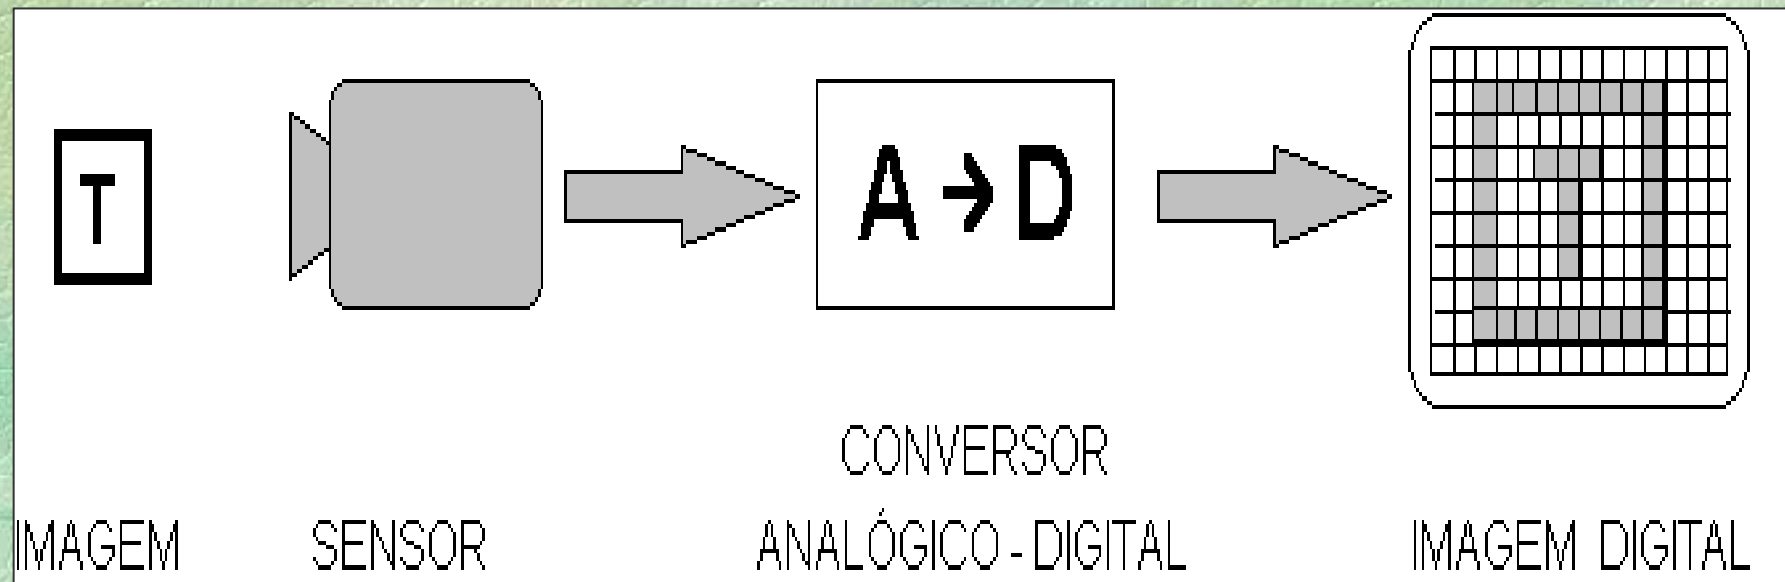 T
A → D
T
CONVERSOR
IMAGEM SENSOR ANALÓGICO - DIGITAL IMAGEM DIGITAL